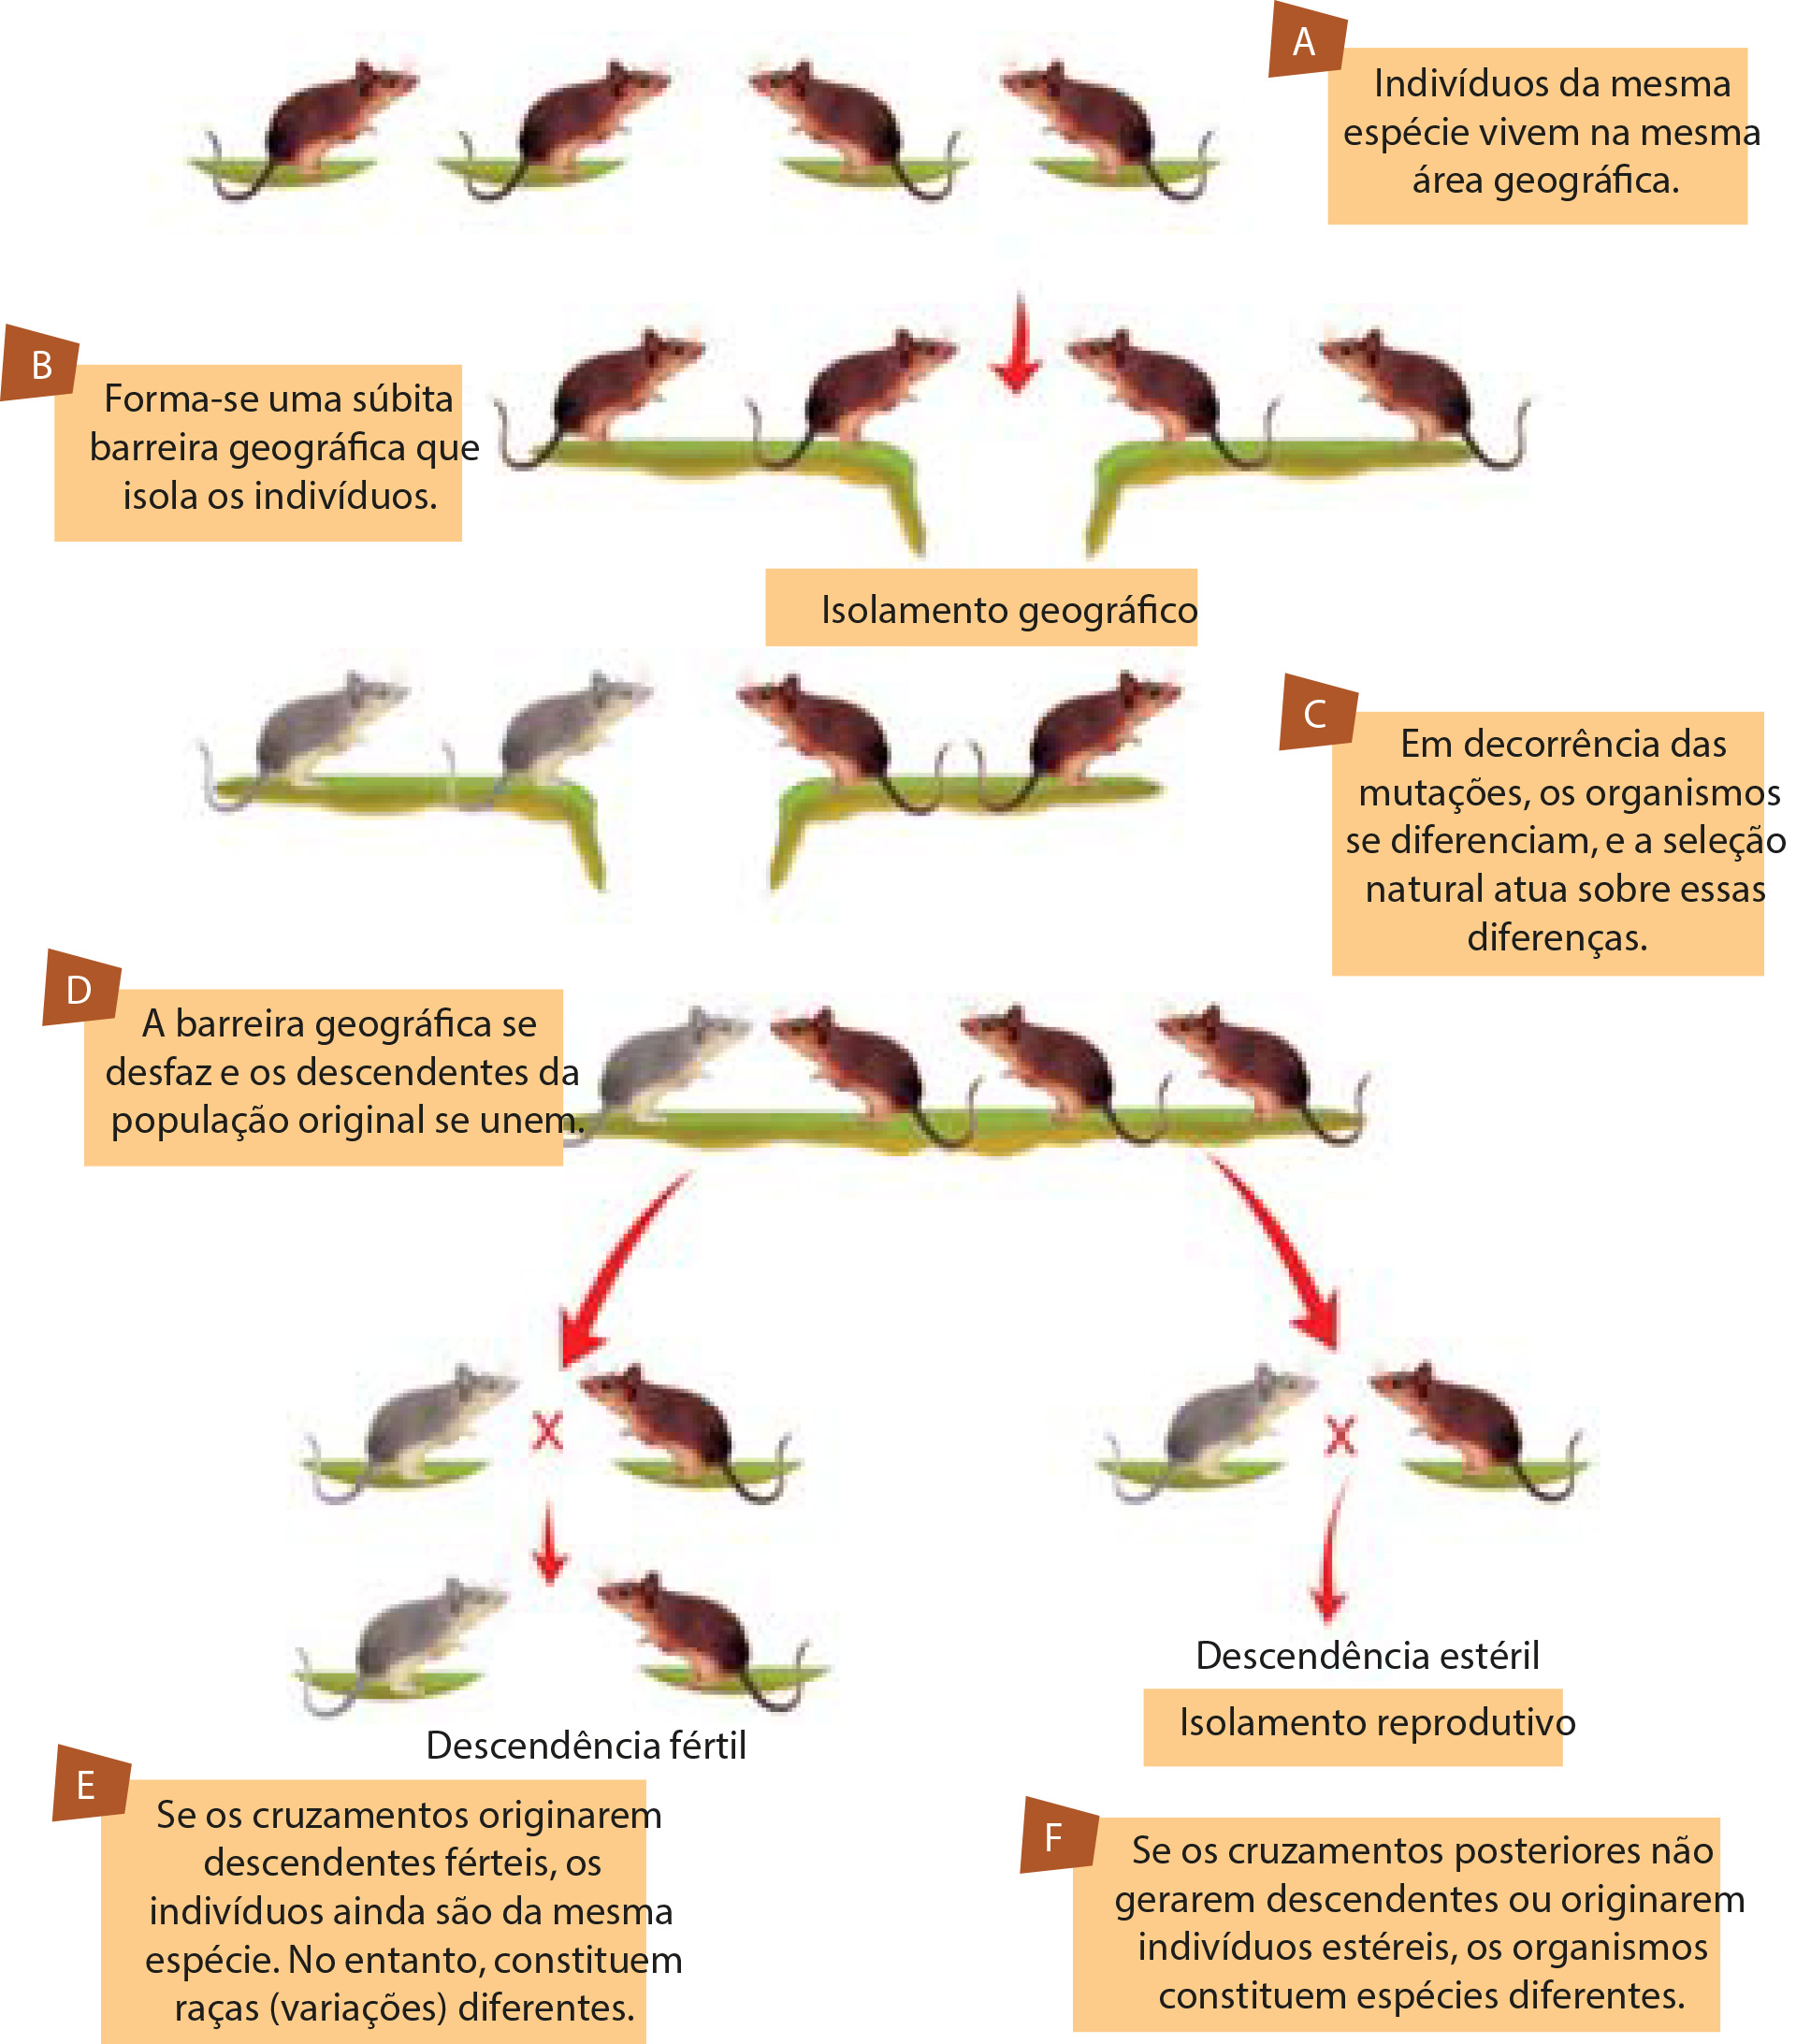 A
Indivíduos da mesma
espécie vivem na mesma
área geográfica.
B
Forma-se uma súbita
barreira geográfica que
isola os indivíduos.
Isolamento geográfico
C
Em decorrência das
mutações, os organismos
se diferenciam, e a seleção
natural atua sobre essas
diferenças.
D
A barreira geográfica se
desfaz e os descendentes da
população original se unem.
X
X
Descendência fértil
Descendência estéril
Isolamento reprodutivo
E
Se os cruzamentos originarem
descendentes férteis, os
indivíduos ainda são da mesma
espécie. No entanto, constituem
raças (variações) diferentes.
F
Se os cruzamentos posteriores não
gerarem descendentes ou originarem
indivíduos estéreis, os organismos
constituem espécies diferentes.